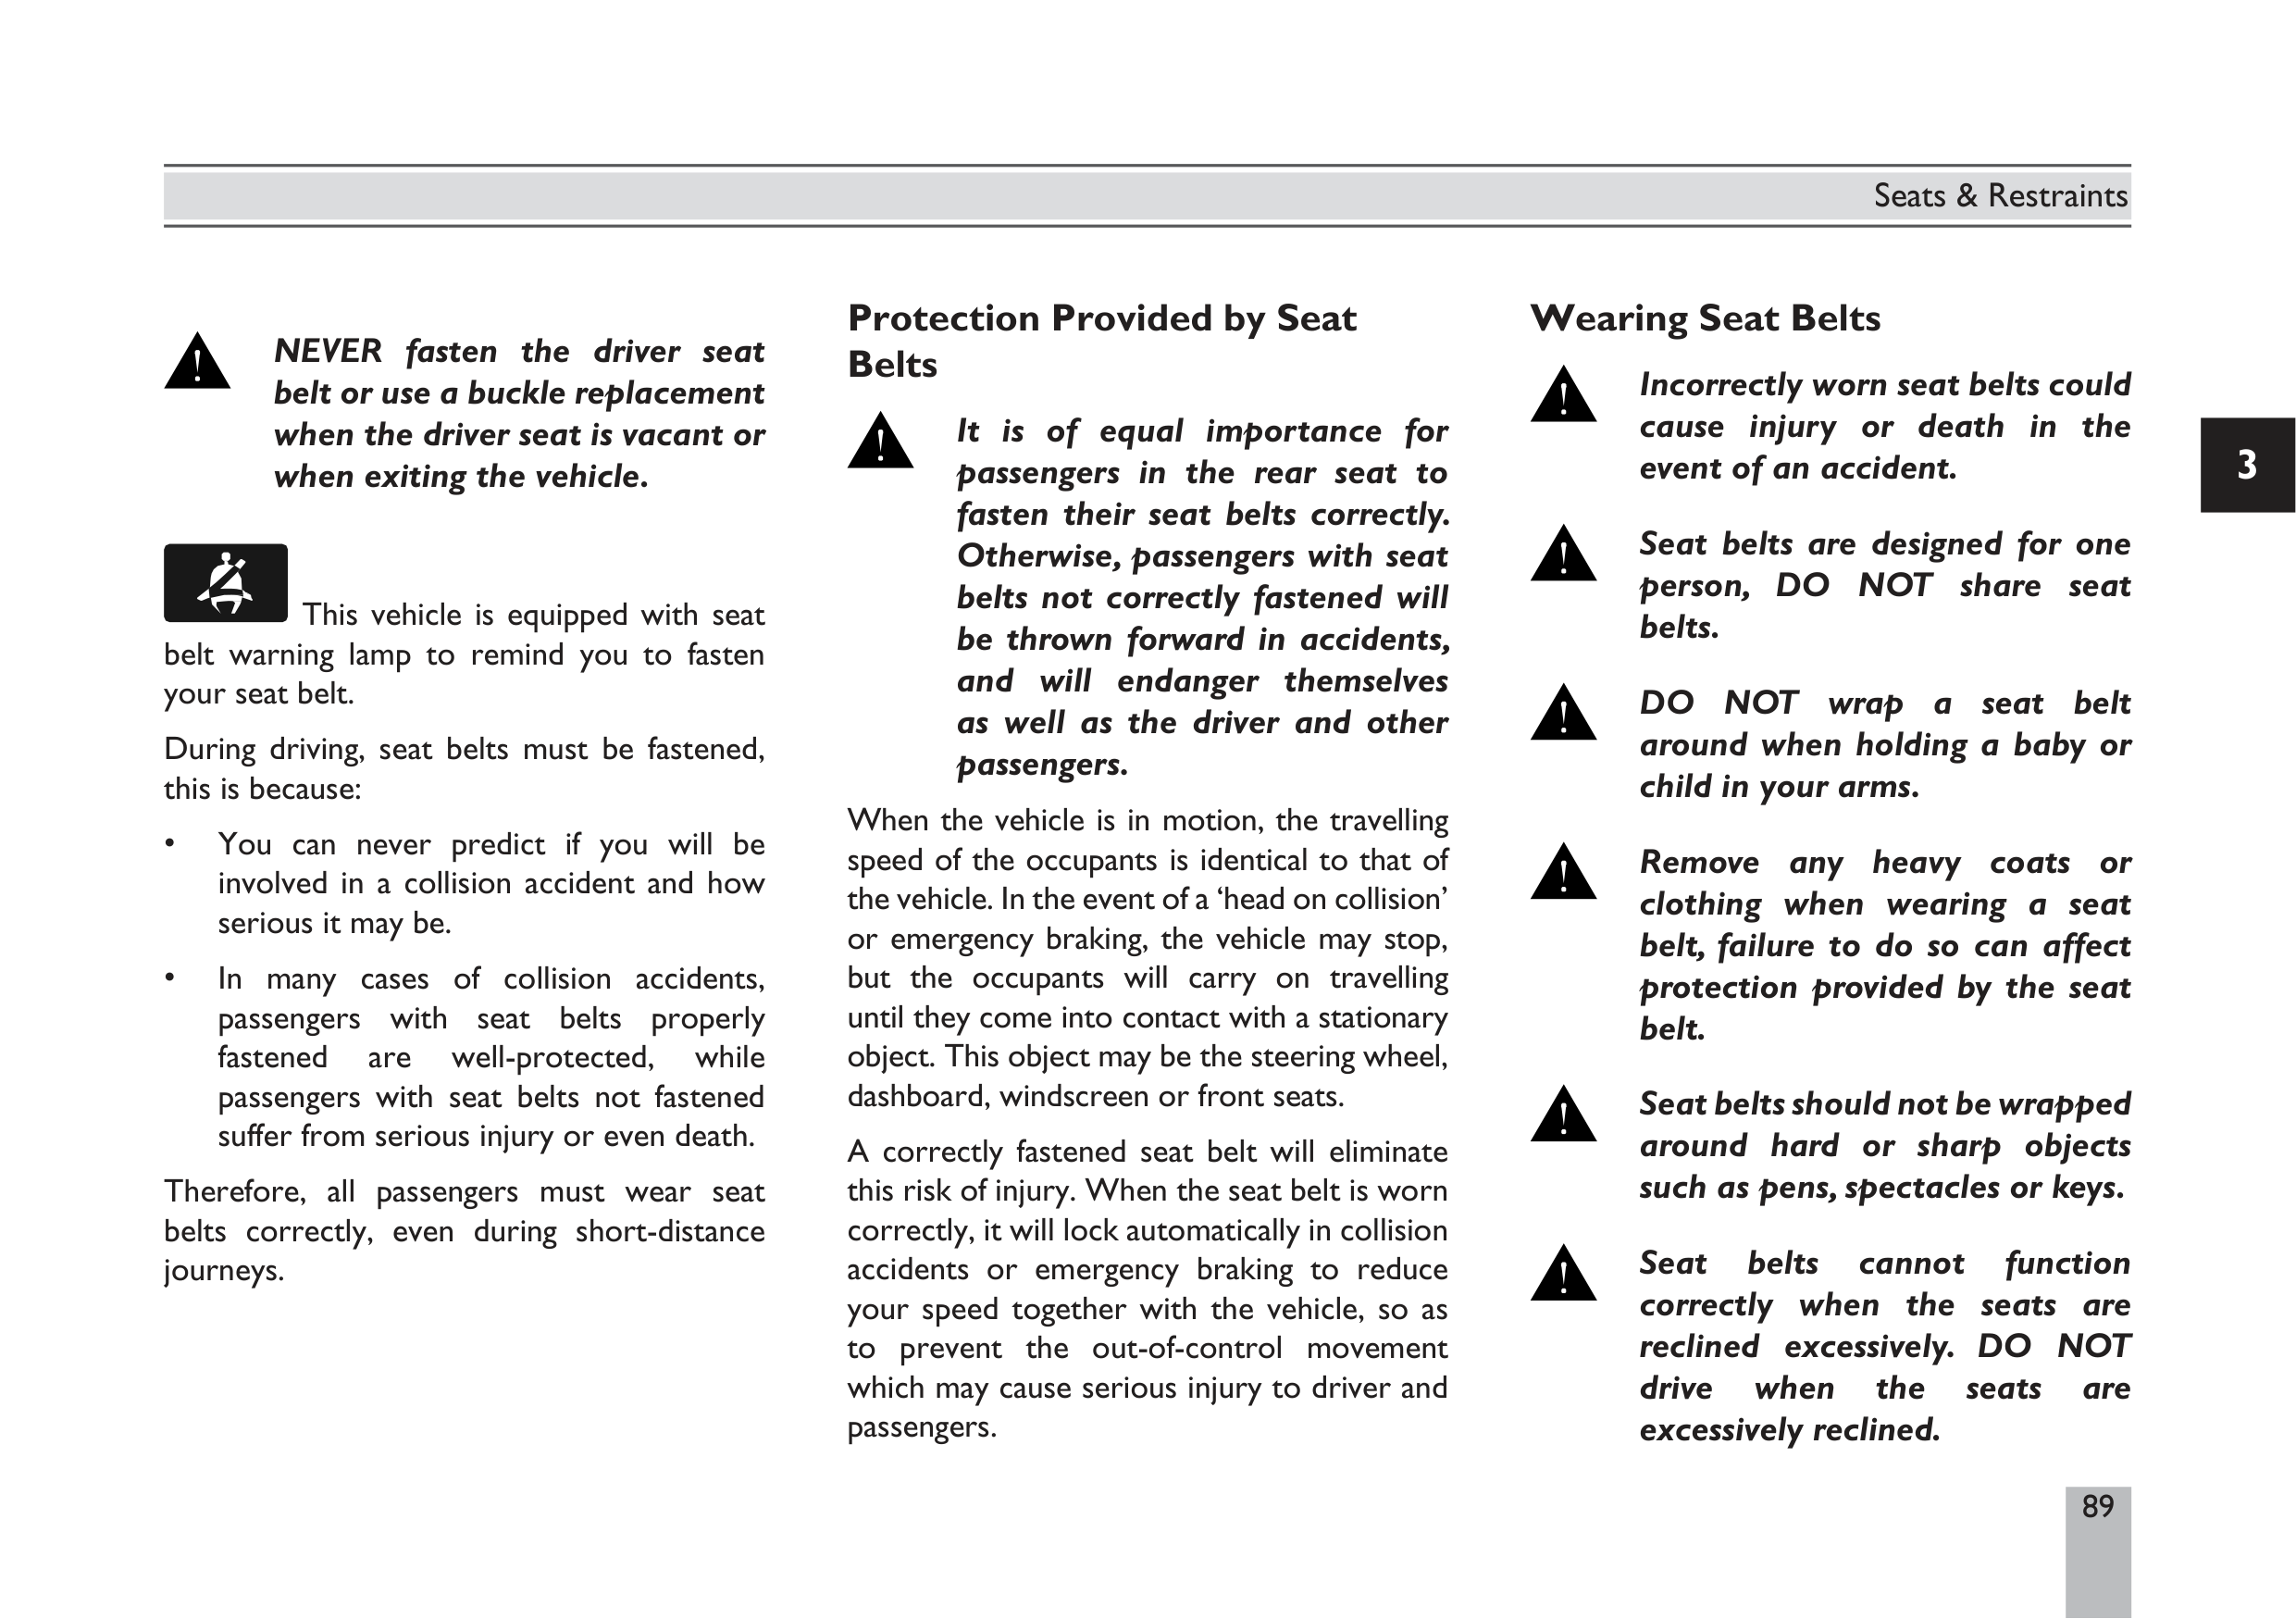 Seats & Restraints
NEVER fasten the driver seat
belt or use a buckle replacement
when the driver seat is vacant or
when exiting the vehicle.
This vehicle is equipped with seat
belt warning lamp to remind you to fasten
your seat belt.
During driving, seat belts must be fastened,
this is because:
• You can never predict if you will be
involved in a collision accident and how
serious it may be.
• In many cases of collision accidents,
passengers with seat belts properly
fastened are well-protected, while
passengers with seat belts not fastened
suffer from serious injury or even death.
Therefore, all passengers must wear seat
belts correctly, even during short-distance
journeys.
Protection Provided by Seat
Belts
It is of equal importance for
passengers in the rear seat to
fasten their seat belts correctly.
Otherwise, passengers with seat
belts not correctly fastened will
be thrown forward in accidents,
and will endanger themselves
as well as the driver and other
passengers.
When the vehicle is in motion, the travelling
speed of the occupants is identical to that of
the vehicle. In the event of a ‘head on collision’
or emergency braking, the vehicle may stop,
but the occupants will carry on travelling
until they come into contact with a stationary
object. This object may be the steering wheel,
dashboard, windscreen or front seats.
A correctly fastened seat belt will eliminate
this risk of injury. When the seat belt is worn
correctly, it will lock automatically in collision
accidents or emergency braking to reduce
your speed together with the vehicle, so as
to prevent the out-of-control movement
which may cause serious injury to driver and
passengers.
Wearing Seat Belts
Incorrectly worn seat belts could
cause injury or death in the
event of an accident.
Seat belts are designed for one
person, DO NOT share seat
belts.
DO NOT wrap a seat belt
around when holding a baby or
child in your arms.
Remove any heavy coats or
clothing when wearing a seat
belt, failure to do so can affect
protection provided by the seat
belt.
Seat belts should not be wrapped
around hard or sharp objects
such as pens, spectacles or keys.
Seat belts cannot function
correctly when the seats are
reclined excessively. DO NOT
drive when the seats are
excessively reclined.
3
89